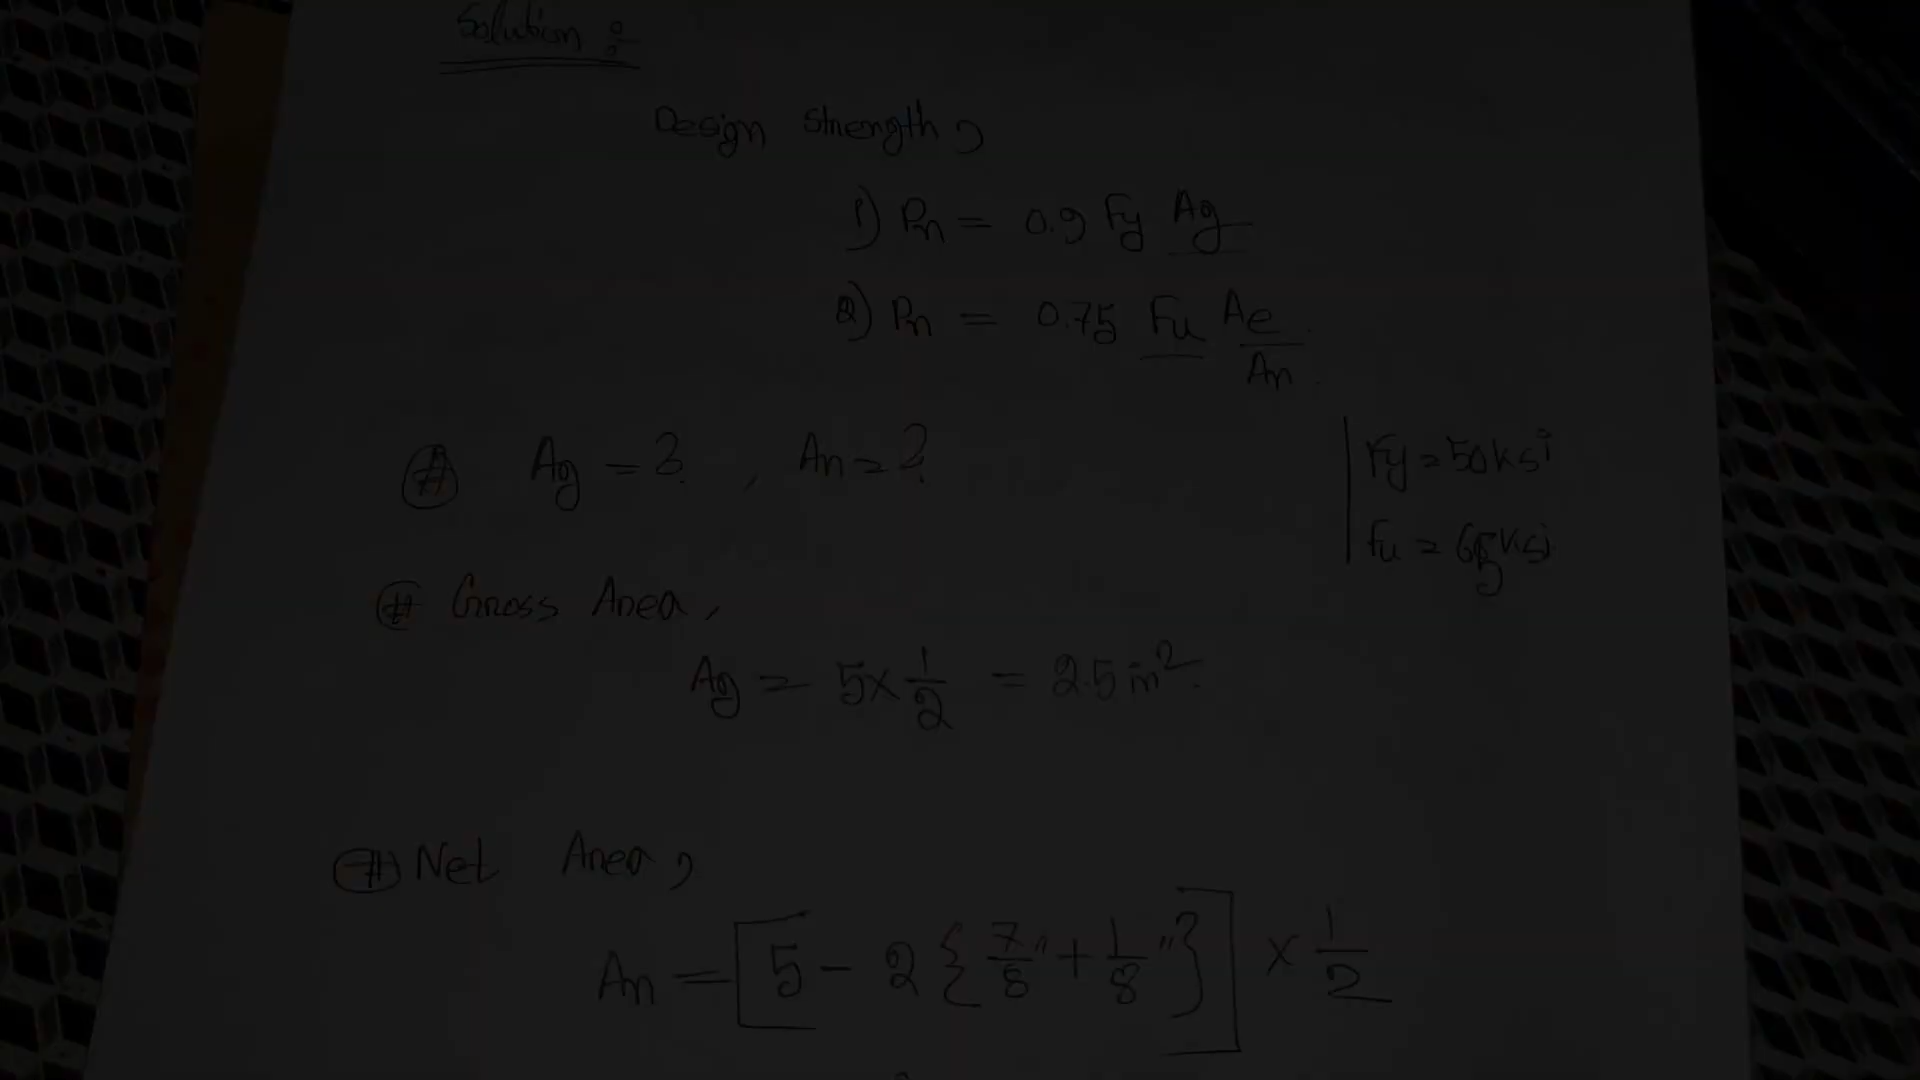 Solution :
Design Strength,
1) Pn = 0.9 Fy Ag
2) Pn = 0.75 Fu Ae
An
# Ag = ? , An = ?
Fy = 50 ksi
Fu = 65 ksi
# Gross Area,
Ag = 5 × 1/2 = 2.5 in².
# Net Area,
An = [5 - 2 {7/8" + 1/8"}] × 1/2